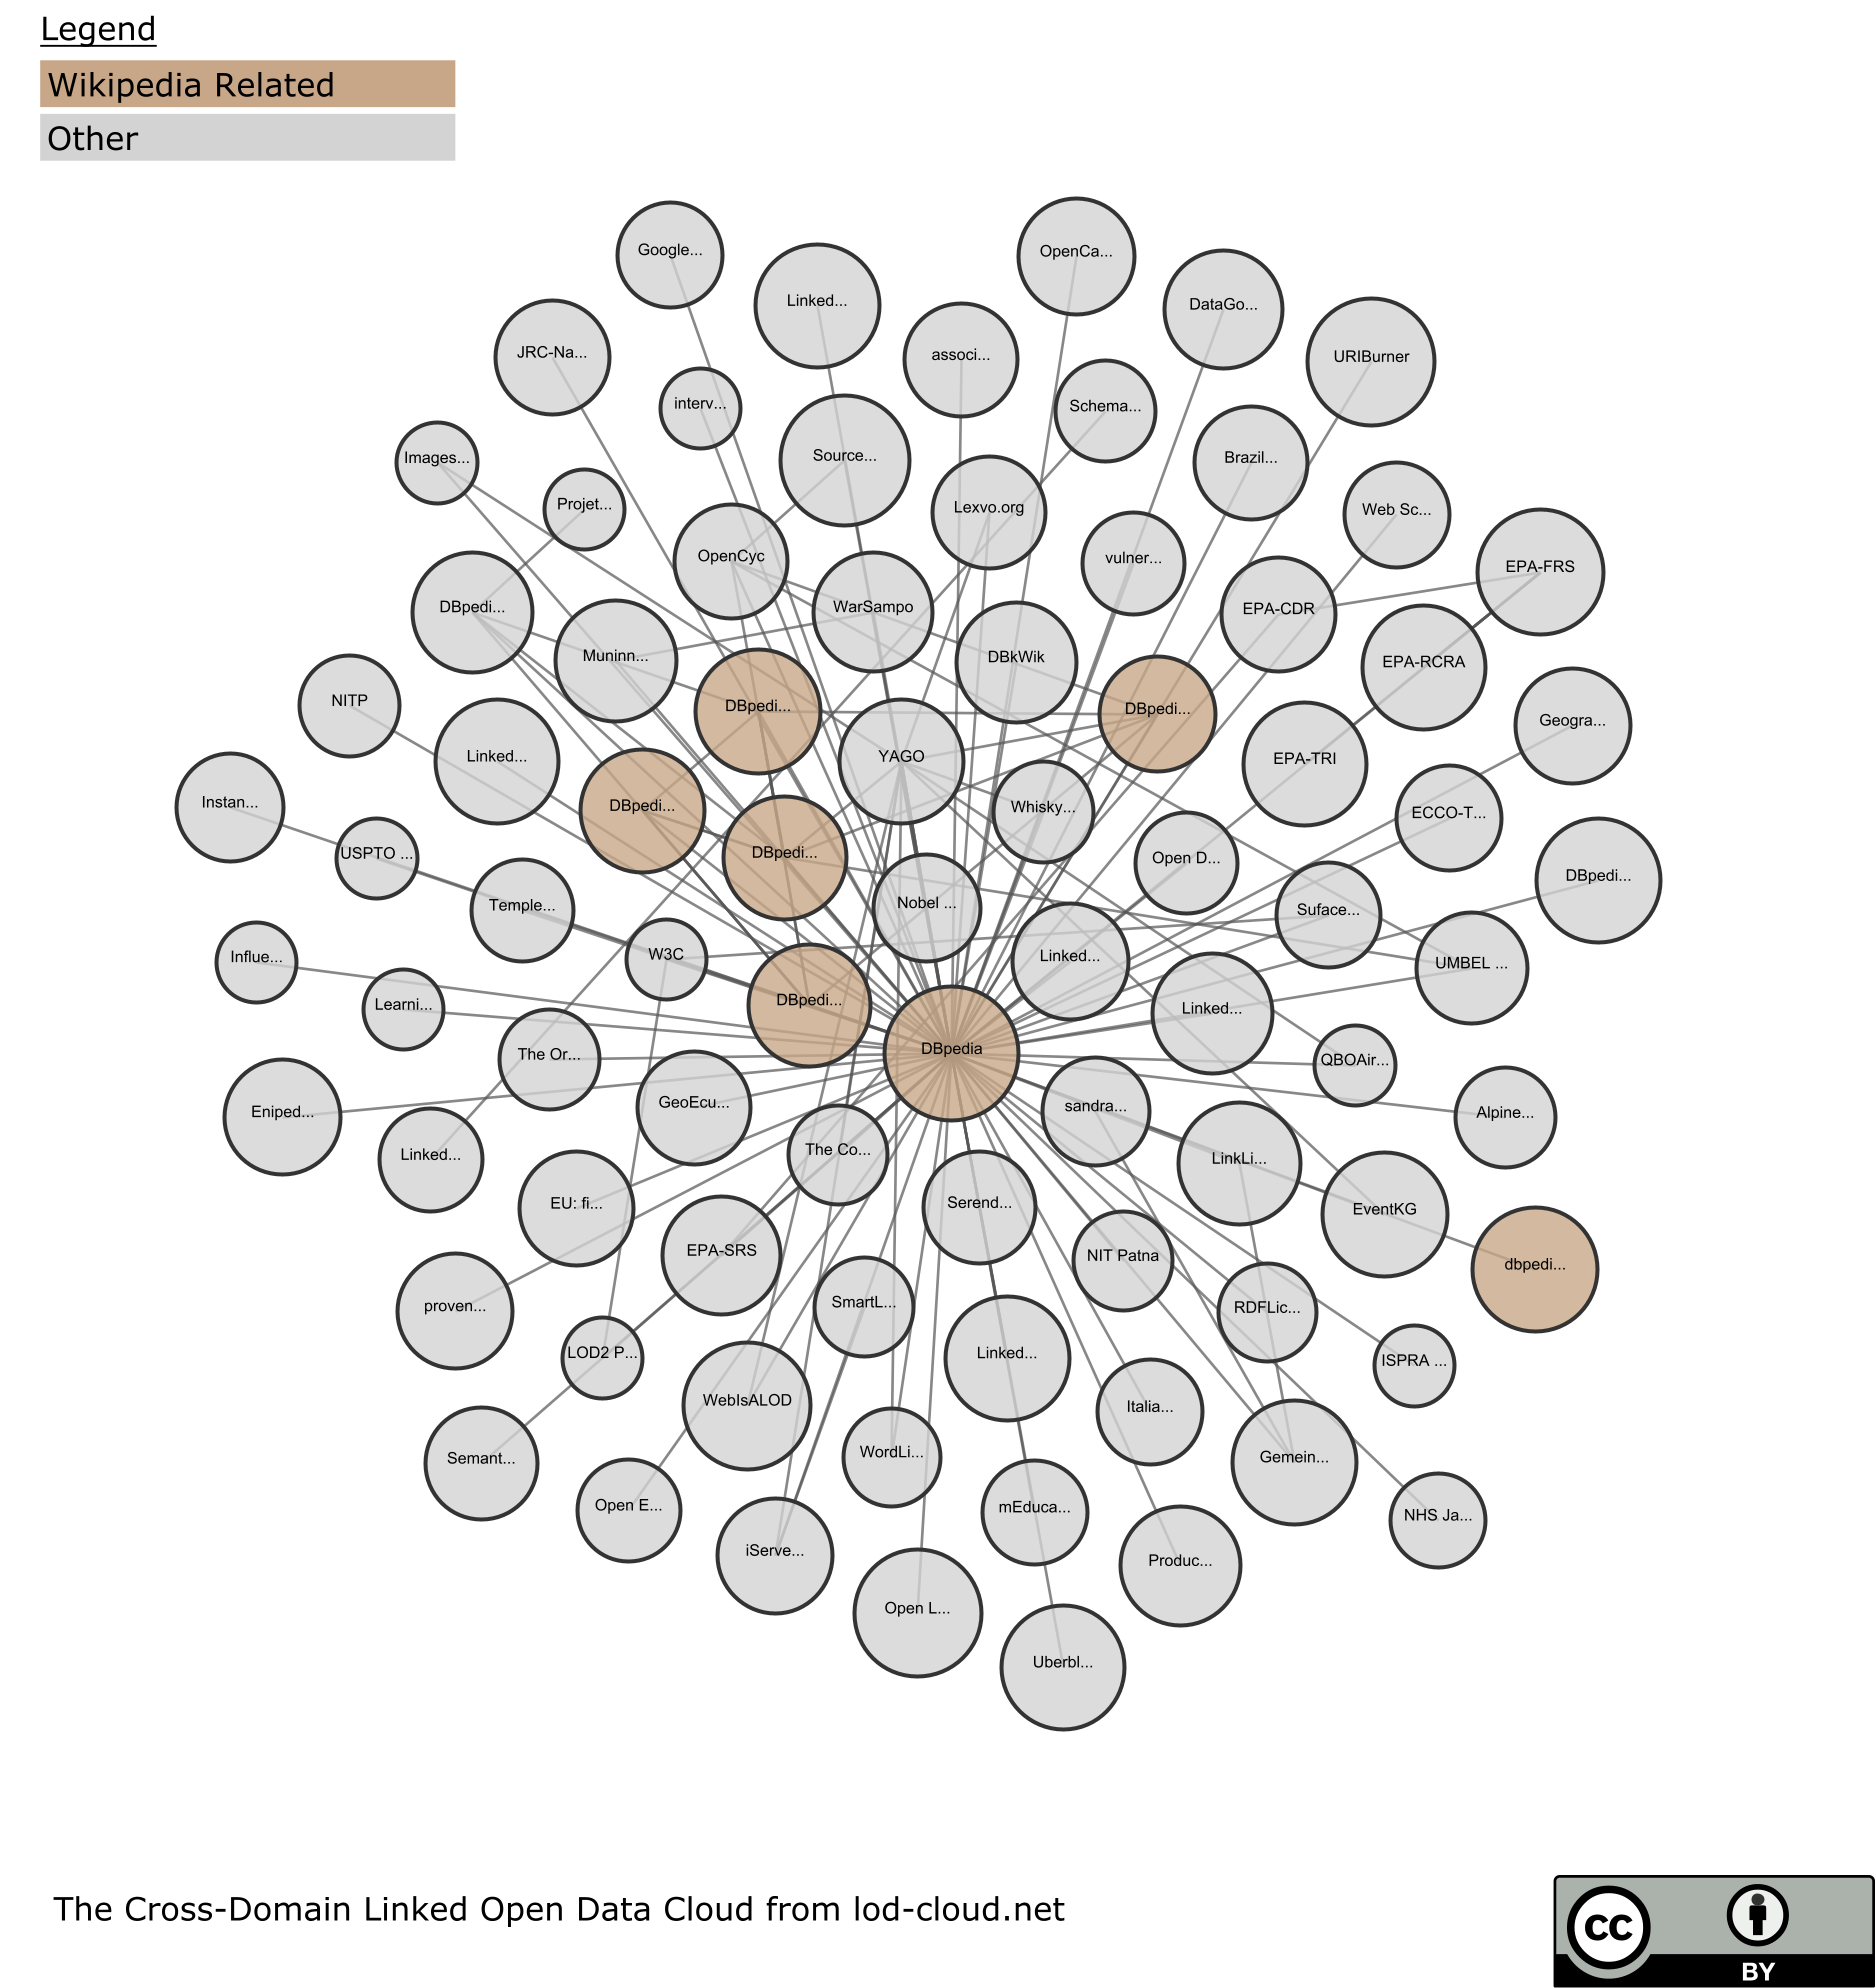 Legend
Wikipedia Related
Other
Google...
OpenCa...
Linked...
DataGo...
JRC-Na...
associ...
URIBurner
interv...
Schema...
Images...
Source...
Brazil...
Projet...
Lexvo.org
Web Sc...
OpenCyc
vulner...
EPA-FRS
DBpedi...
WarSampo
EPA-CDR
Muninn...
DBkWik
EPA-RCRA
NITP
DBpedi...
DBpedi...
Geogra...
Linked...
YAGO
EPA-TRI
Instan...
DBpedi...
Whisky...
ECCO-T...
USPTO ...
DBpedi...
Open D...
DBpedi...
Temple...
Nobel ...
Suface...
Influe...
W3C
Linked...
UMBEL ...
Learni...
DBpedi...
Linked...
The Or...
DBpedia
QBOAir...
Eniped...
GeoEcu...
sandra...
Alpine...
Linked...
The Co...
LinkLi...
EU: fi...
Serend...
EventKG
EPA-SRS
NIT Patna
dbpedi...
proven...
SmartL...
RDFLic...
LOD2 P...
Linked...
ISPRA ...
WebIsALOD
Italia...
Semant...
WordLi...
Gemein...
Open E...
mEduca...
NHS Ja...
iServe...
Produc...
Open L...
Uberbl...
The Cross-Domain Linked Open Data Cloud from lod-cloud.net
cc
BY